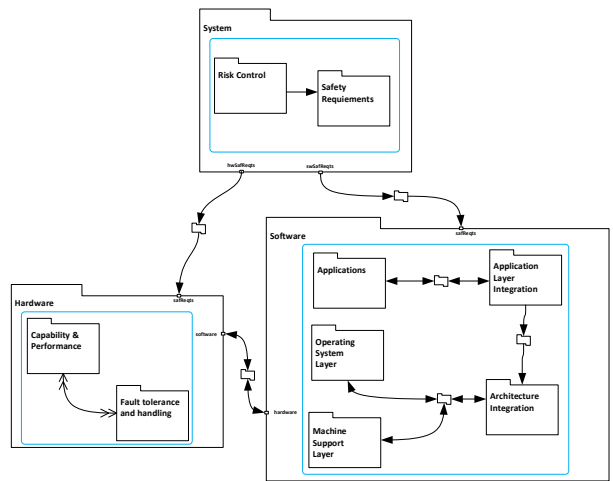 System
Risk Control
Safety
Requiements
hwSafReqts
swSafReqts
safReqts
Software
Applications
Application
Layer
Integration
Operating
System
Layer
Architecture
Integration
Machine
Support
Layer
hardware
safReqts
Hardware
Capability &
Performance
software
Fault tolerance
and handling